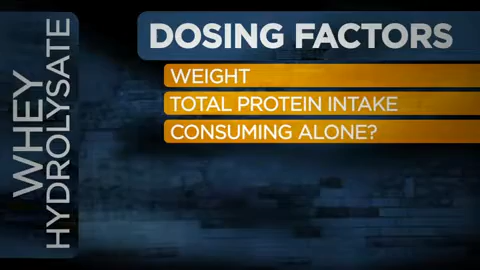 WHEY
HYDROLYSATE
DOSING FACTORS
WEIGHT
TOTAL PROTEIN INTAKE
CONSUMING ALONE?